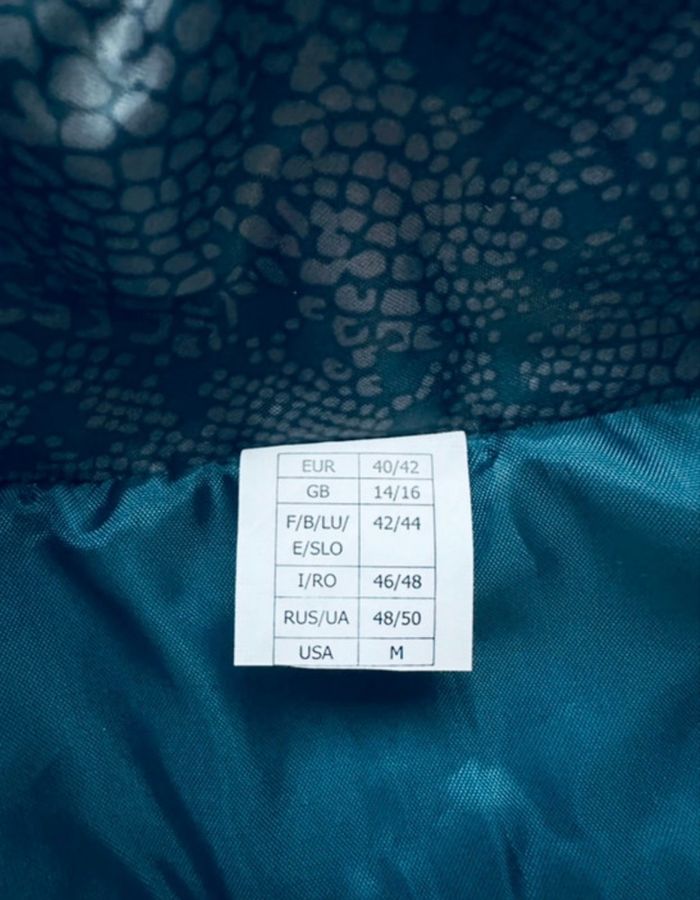 EUR 40/42
GB 14/16
F/B/LU/ 42/44
E/SLO
I/RO 46/48
RUS/UA 48/50
USA M